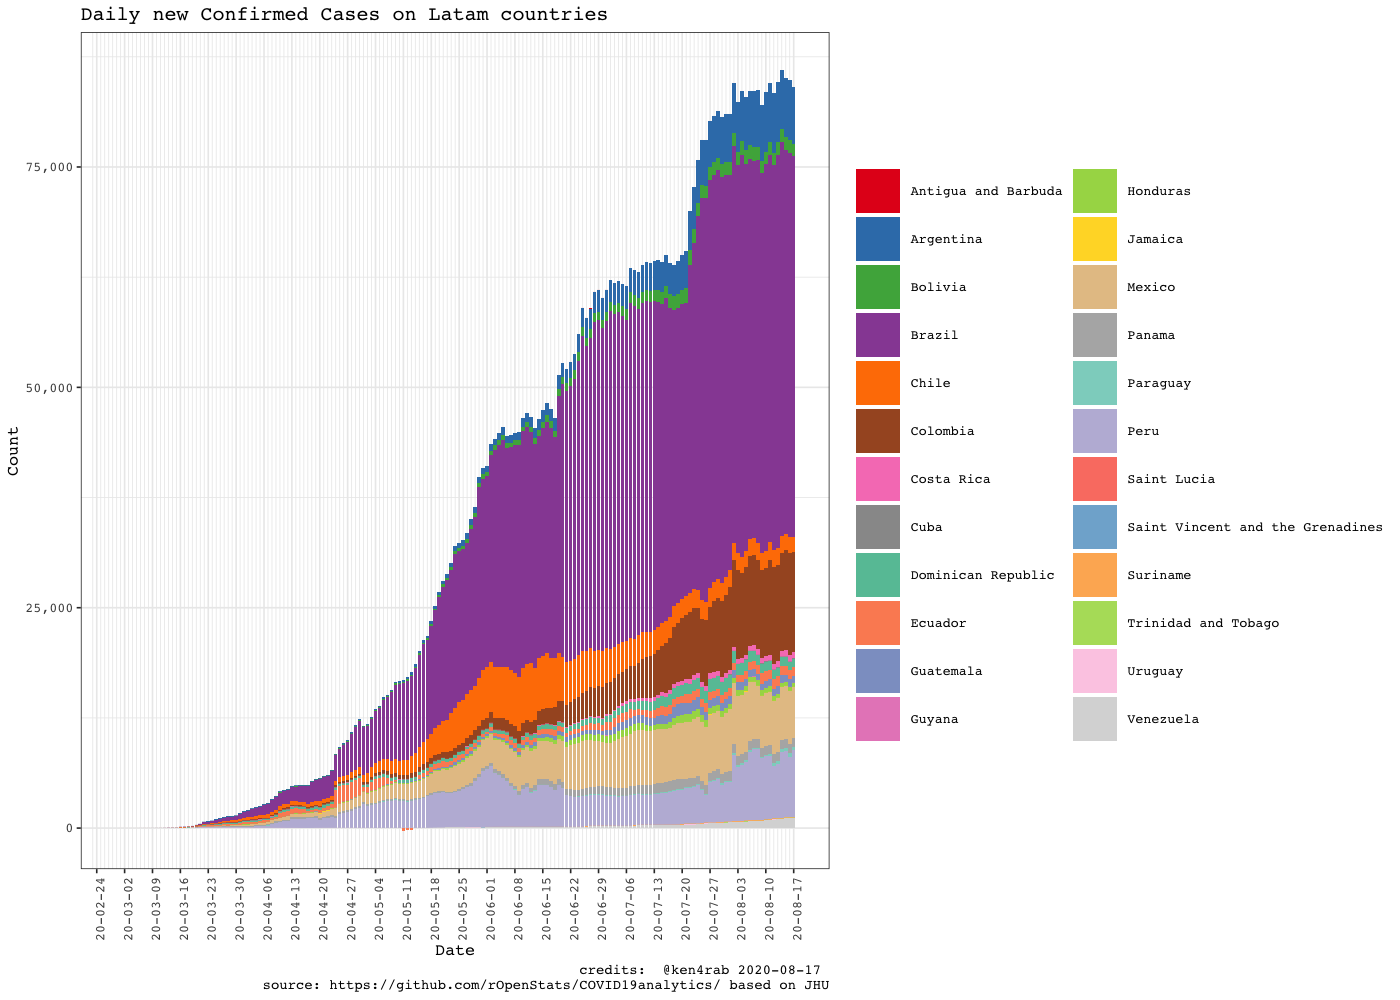 Daily new Confirmed Cases on Latam countries
Count
75,000
50,000
25,000
0
20-02-24
20-03-02
20-03-09
20-03-16
20-03-23
20-03-30
20-04-06
20-04-13
20-04-20
20-04-27
20-05-04
20-05-11
20-05-18
20-05-25
20-06-01
20-06-08
20-06-15
20-06-22
20-06-29
20-07-06
20-07-13
20-07-20
20-07-27
20-08-03
20-08-10
20-08-17
Date
Antigua and Barbuda
Argentina
Bolivia
Brazil
Chile
Colombia
Costa Rica
Cuba
Dominican Republic
Ecuador
Guatemala
Guyana
Honduras
Jamaica
Mexico
Panama
Paraguay
Peru
Saint Lucia
Saint Vincent and the Grenadines
Suriname
Trinidad and Tobago
Uruguay
Venezuela
credits:  @ken4rab 2020-08-17
source: https://github.com/rOpenStats/COVID19analytics/ based on JHU